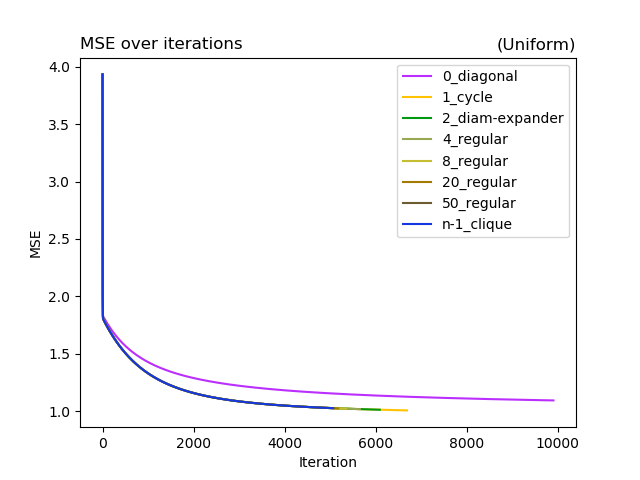 MSE over iterations
(Uniform)
4.0
3.5
3.0
2.5
2.0
1.5
1.0
MSE
0_diagonal
1_cycle
2_diam-expander
4_regular
8_regular
20_regular
50_regular
n-1_clique
0 2000 4000 6000 8000 10000
Iteration